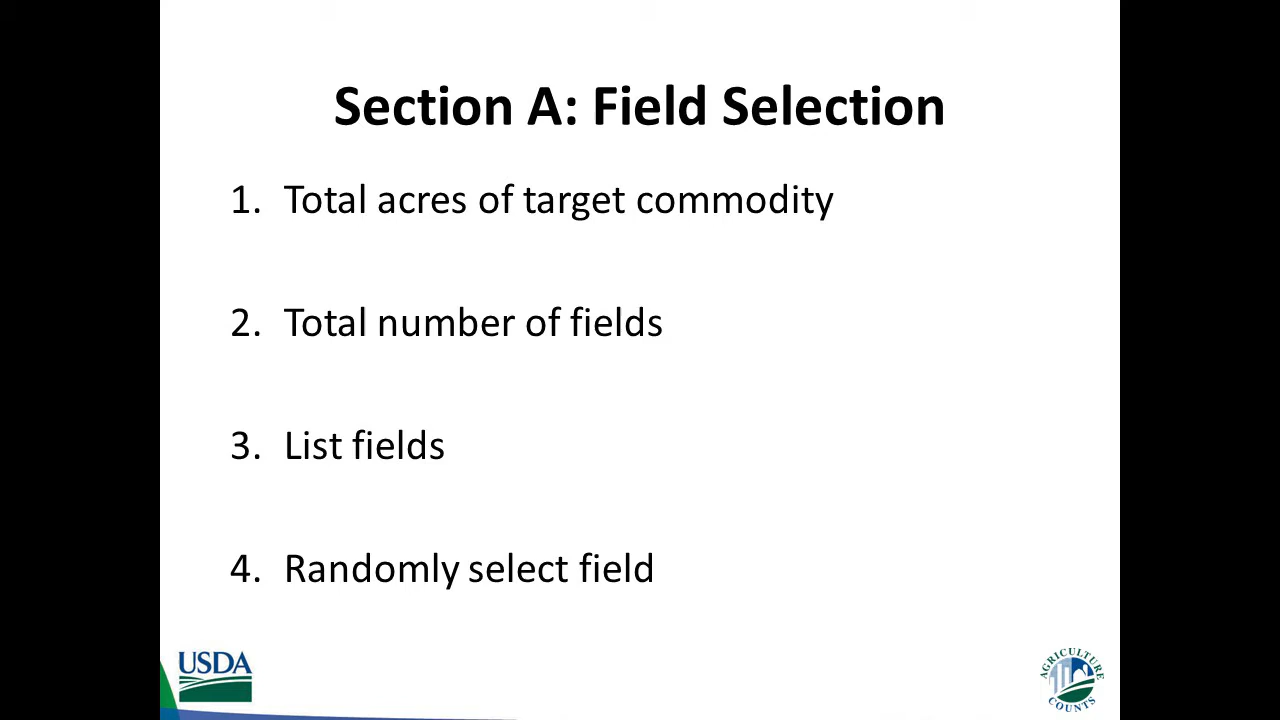 Section A: Field Selection
1. Total acres of target commodity
2. Total number of fields
3. List fields
4. Randomly select field
USDA
AGRICULTURE
COUNTS